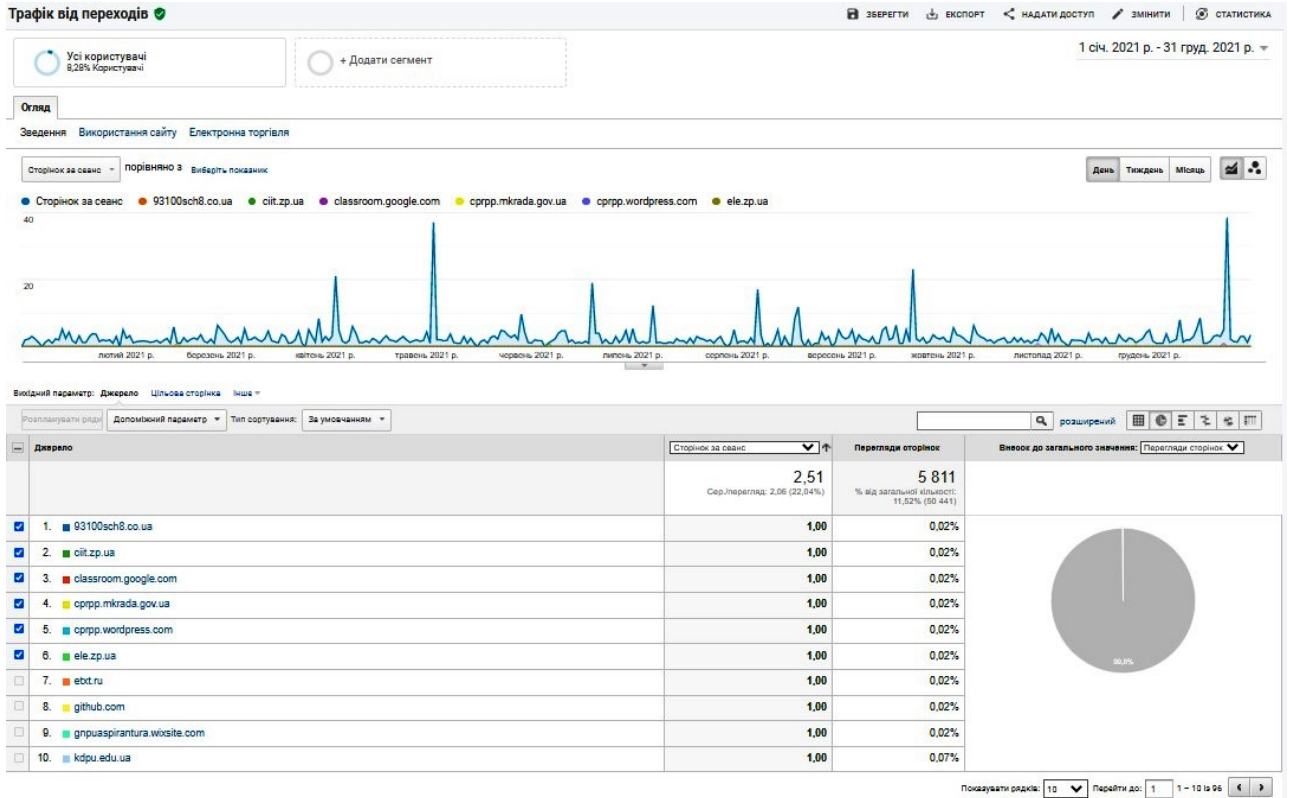 Трафік від переходів
ЗБЕРЕГТИ ЕКСПОРТ НАДАТИ ДОСТУП ЗМІНИТИ СТАТИСТИКА
1 січ. 2021 р. - 31 груд. 2021 р.
Усі користувачі
8,28% Користувачі
+ Додати сегмент
Огляд
Зведення Використання сайту Електронна торгівля
Сторінок за сеанс порівняно з Виберіть показник
День Тиждень Місяць
Сторінок за сеанс 93100sch8.co.ua ciit.zp.ua classroom.google.com cprpp.mkrada.gov.ua cprpp.wordpress.com ele.zp.ua
40
20
лютий 2021 р. березень 2021 р. квітень 2021 р. травень 2021 р. червень 2021 р. липень 2021 р. серпень 2021 р. вересень 2021 р. жовтень 2021 р. листопад 2021 р. грудень 2021 р.
Вихідний параметр: Джерело Цільова сторінка Інше
Розпланувати ряди Допоміжний параметр Тип сортування: За умовчанням розширений
Джерело Сторінок за сеанс Перегляди сторінок Внесок до загального значення: Перегляди сторінок
2,51 5 811
Сер./перегляд: 2,06 (22,04%) % від загальної кількості: 11,52% (50 441)
1. 93100sch8.co.ua 1,00 0,02%
2. ciit.zp.ua 1,00 0,02%
3. classroom.google.com 1,00 0,02%
4. cprpp.mkrada.gov.ua 1,00 0,02%
5. cprpp.wordpress.com 1,00 0,02%
6. ele.zp.ua 1,00 0,02%
99,8%
7. etxt.ru 1,00 0,02%
8. github.com 1,00 0,02%
9. gnpuaspirantura.wixsite.com 1,00 0,02%
10. kdpu.edu.ua 1,00 0,07%
Показувати рядків: 10 Перейти до: 1 1 – 10 із 96